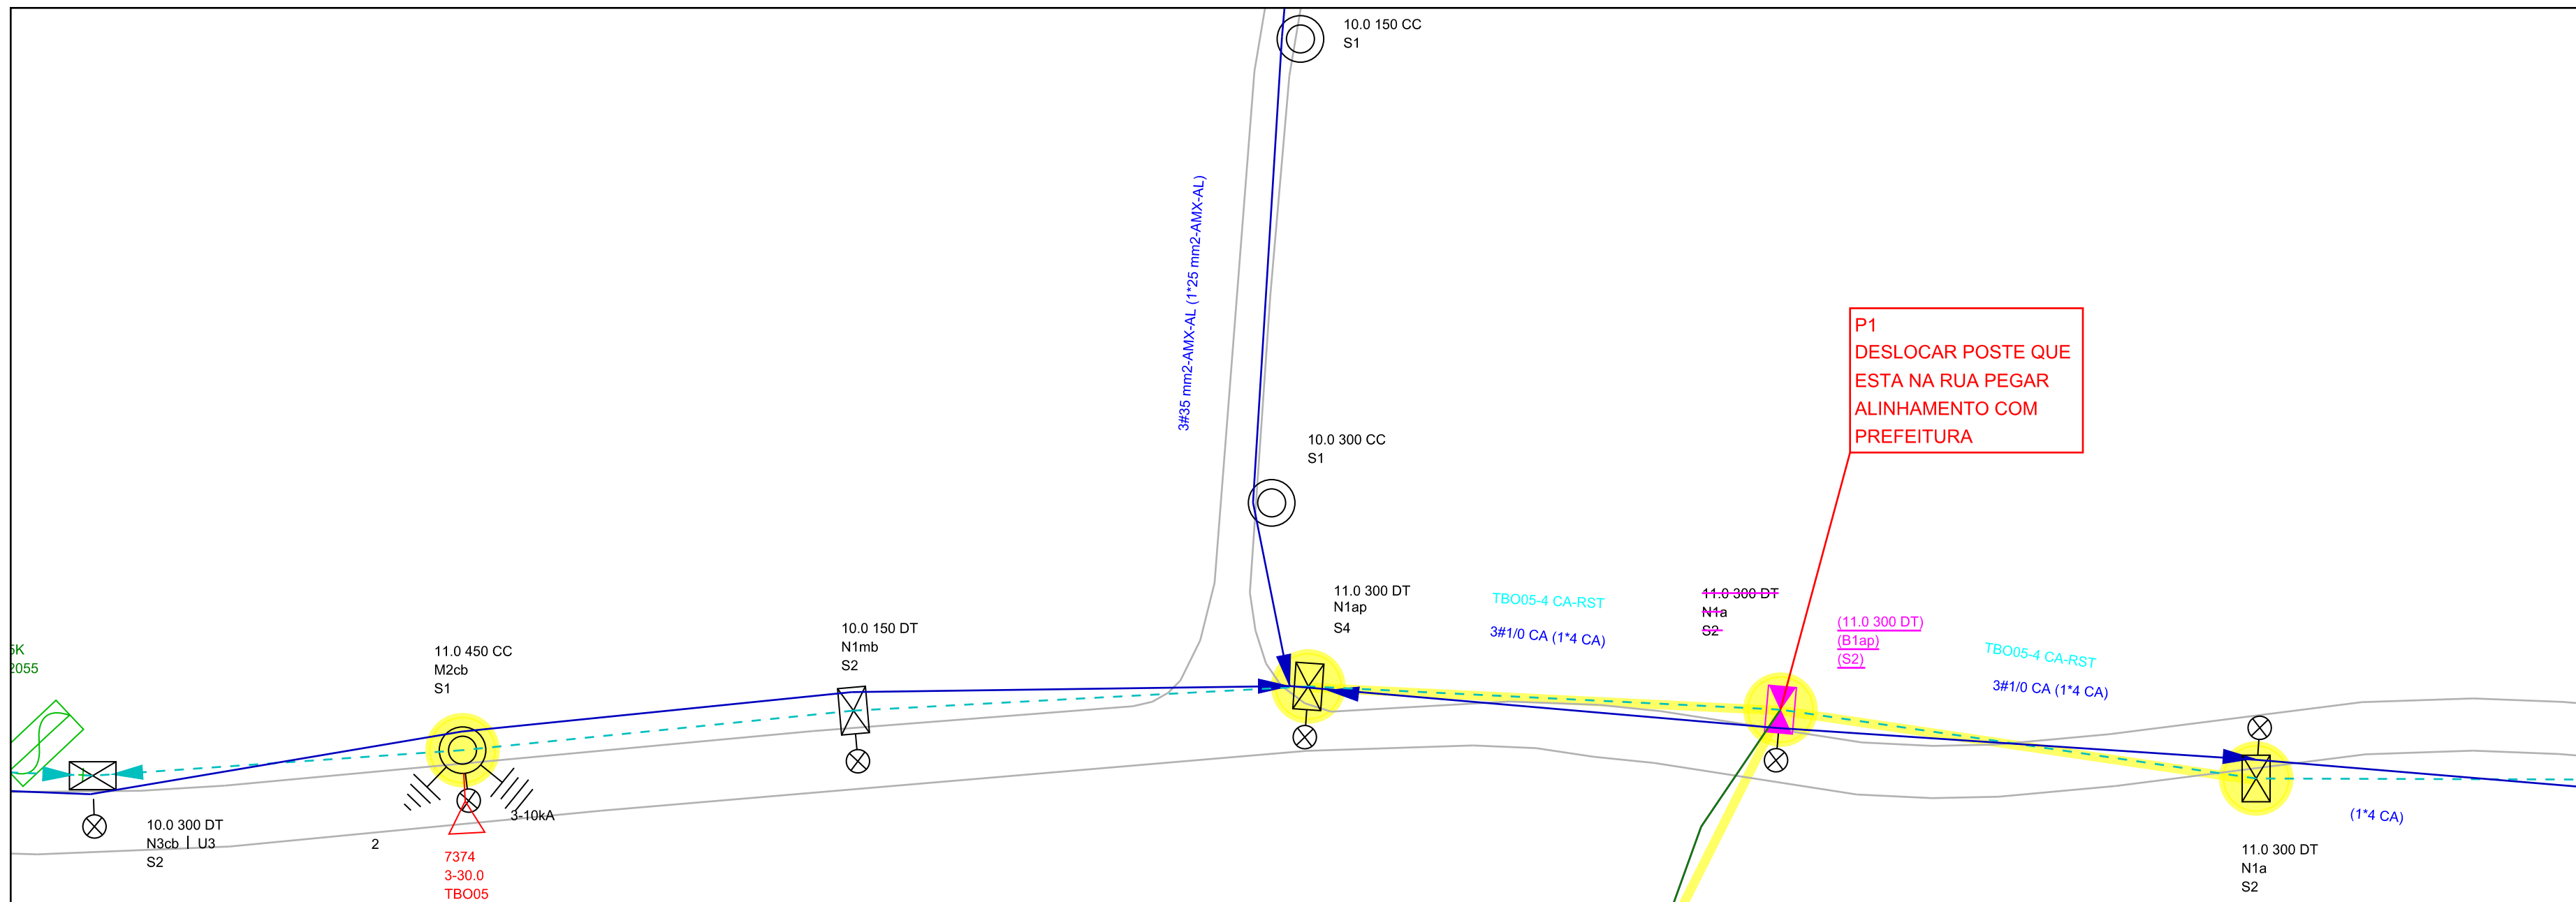 10.0 150 CC
S1
3#35 mm2-AMX-AL (1*25 mm2-AMX-AL)
P1
DESLOCAR POSTE QUE
ESTA NA RUA PEGAR
ALINHAMENTO COM
PREFEITURA
10.0 300 CC
S1
11.0 300 DT
N1ap
S4
TBO05-4 CA-RST
3#1/0 CA (1*4 CA)
11.0 300 DT
N1a
S2
(11.0 300 DT)
(B1ap)
(S2)
TBO05-4 CA-RST
3#1/0 CA (1*4 CA)
10.0 150 DT
N1mb
S2
11.0 450 CC
M2cb
S1
5K
2055
10.0 300 DT
N3cb | U3
S2
2
3-10kA
7374
3-30.0
TBO05
(1*4 CA)
11.0 300 DT
N1a
S2